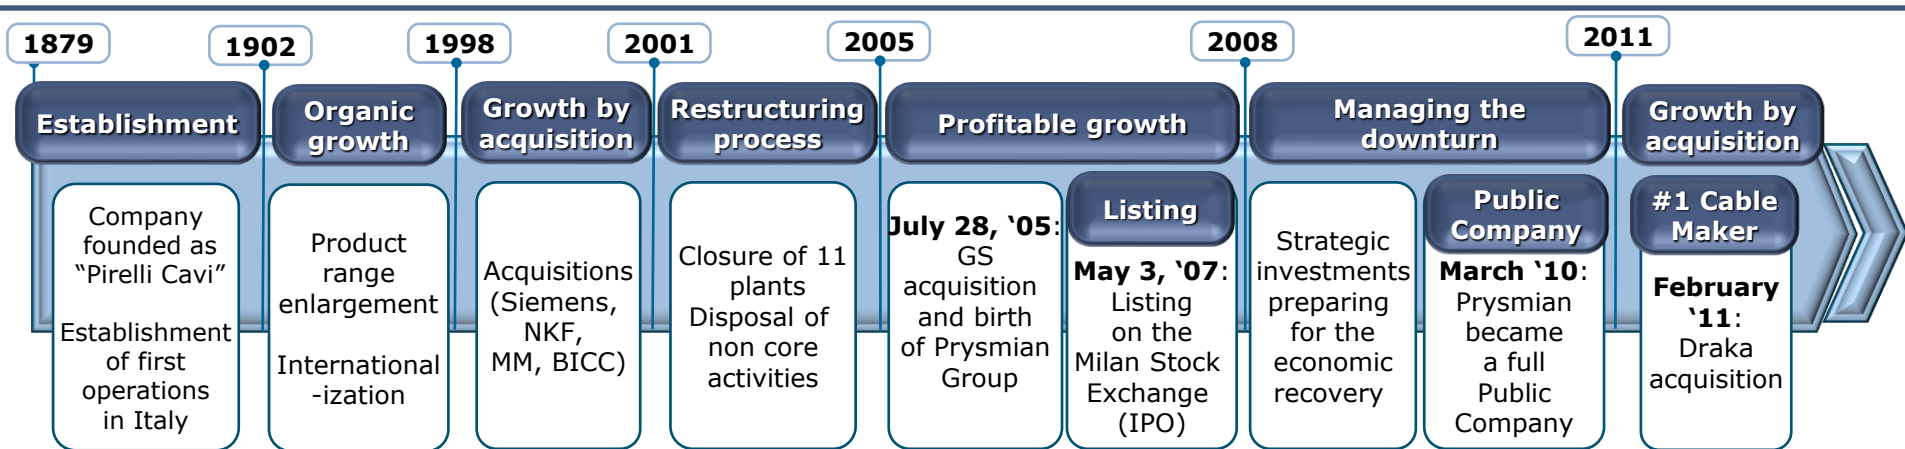 1879
1902
1998
2001
2005
2008
2011
Establishment
Organic
growth
Growth by
acquisition
Restructuring
process
Profitable growth
Managing the
downturn
Growth by
acquisition
Company
founded as
“Pirelli Cavi”
Establishment
of first
operations
in Italy
Product
range
enlargement
International
-ization
Acquisitions
(Siemens,
NKF,
MM, BICC)
Closure of 11
plants
Disposal of
non core
activities
July 28, ‘05:
GS
acquisition
and birth
of Prysmian
Group
Listing
May 3, ‘07:
Listing
on the
Milan Stock
Exchange
(IPO)
Strategic
investments
preparing
for the
economic
recovery
Public
Company
March ‘10:
Prysmian
became
a full
Public
Company
#1 Cable
Maker
February
‘11:
Draka
acquisition